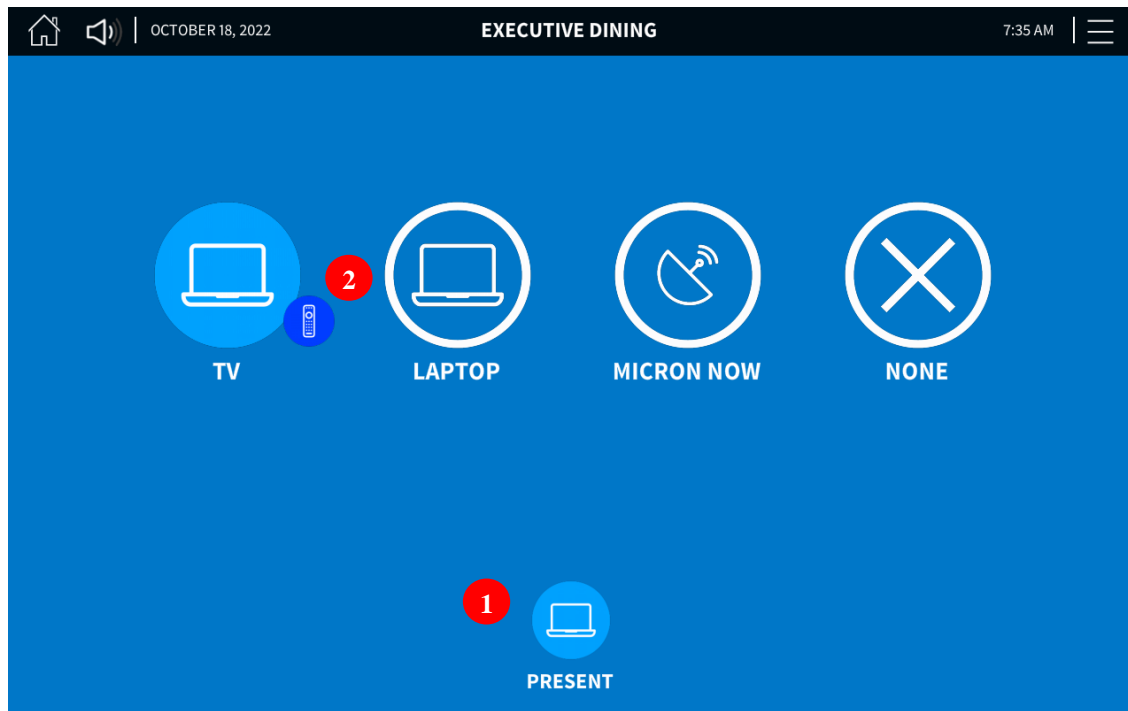 OCTOBER 18, 2022 EXECUTIVE DINING 7:35 AM
2
TV LAPTOP MICRON NOW NONE
1
PRESENT